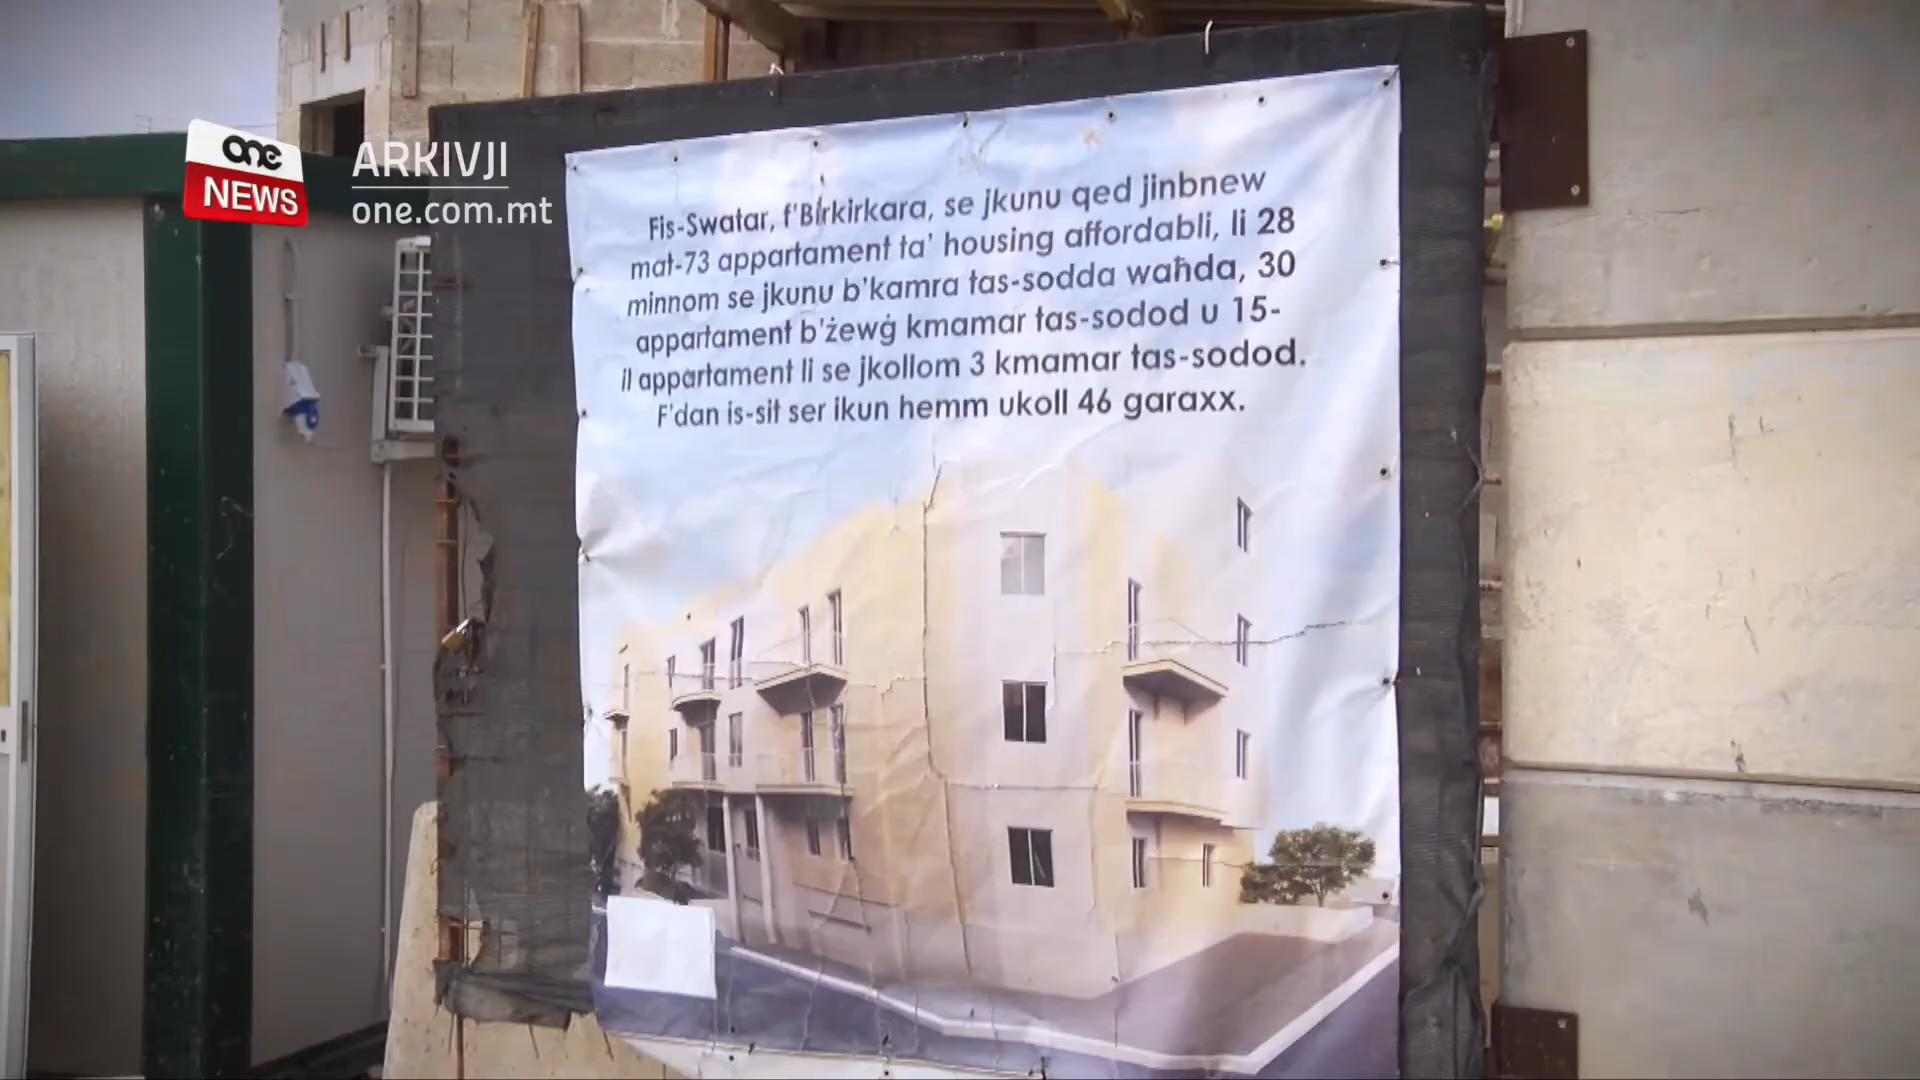 one
NEWS
ARKIVJI
one.com.mt
Fis-Swatar, f'Birkirkara, se jkunu qed jinbnew
mat-73 appartament ta' housing affordabli, li 28
minnom se jkunu b'kamra tas-sodda waħda, 30
appartament b'żewġ kmamar tas-sodod u 15-
il appartament li se jkollom 3 kmamar tas-sodod.
F'dan is-sit ser ikun hemm ukoll 46 garaxx.